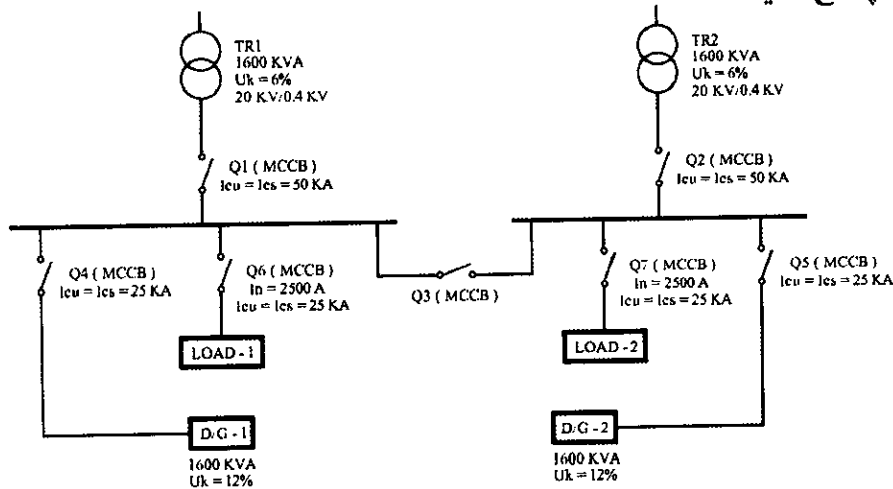 TR1
1600 KVA
Uk = 6%
20 KV/0.4 KV
TR2
1600 KVA
Uk = 6%
20 KV/0.4 KV
Q1 ( MCCB )
Icu = Ics = 50 KA
Q2 ( MCCB )
Icu = Ics = 50 KA
Q4 ( MCCB )
Icu = Ics = 25 KA
Q6 (MCCB)
In = 2500 A
Icu = Ics = 25 KA
Q3 (MCCB)
Q7 ( MCCB )
In = 2500 A
Icu = Ics = 25 KA
Q5 ( MCCB )
Icu = Ics = 25 KA
LOAD - 1
LOAD - 2
D/G - 1
1600 KVA
Uk = 12%
D/G - 2
1600 KVA
Uk = 12%